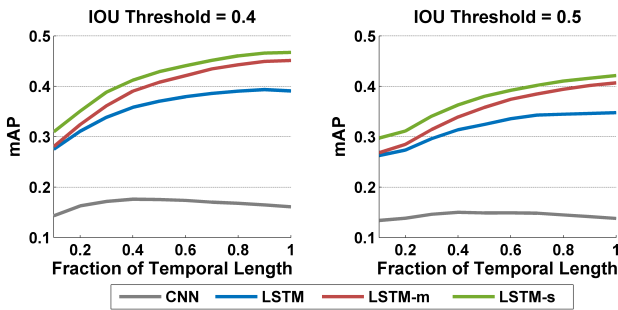 IOU Threshold = 0.4
0.5
0.4
0.3
0.2
0.1
mAP
0.2 0.4 0.6 0.8 1
Fraction of Temporal Length
IOU Threshold = 0.5
0.5
0.4
0.3
0.2
0.1
mAP
0.2 0.4 0.6 0.8 1
Fraction of Temporal Length
CNN LSTM LSTM-m LSTM-s